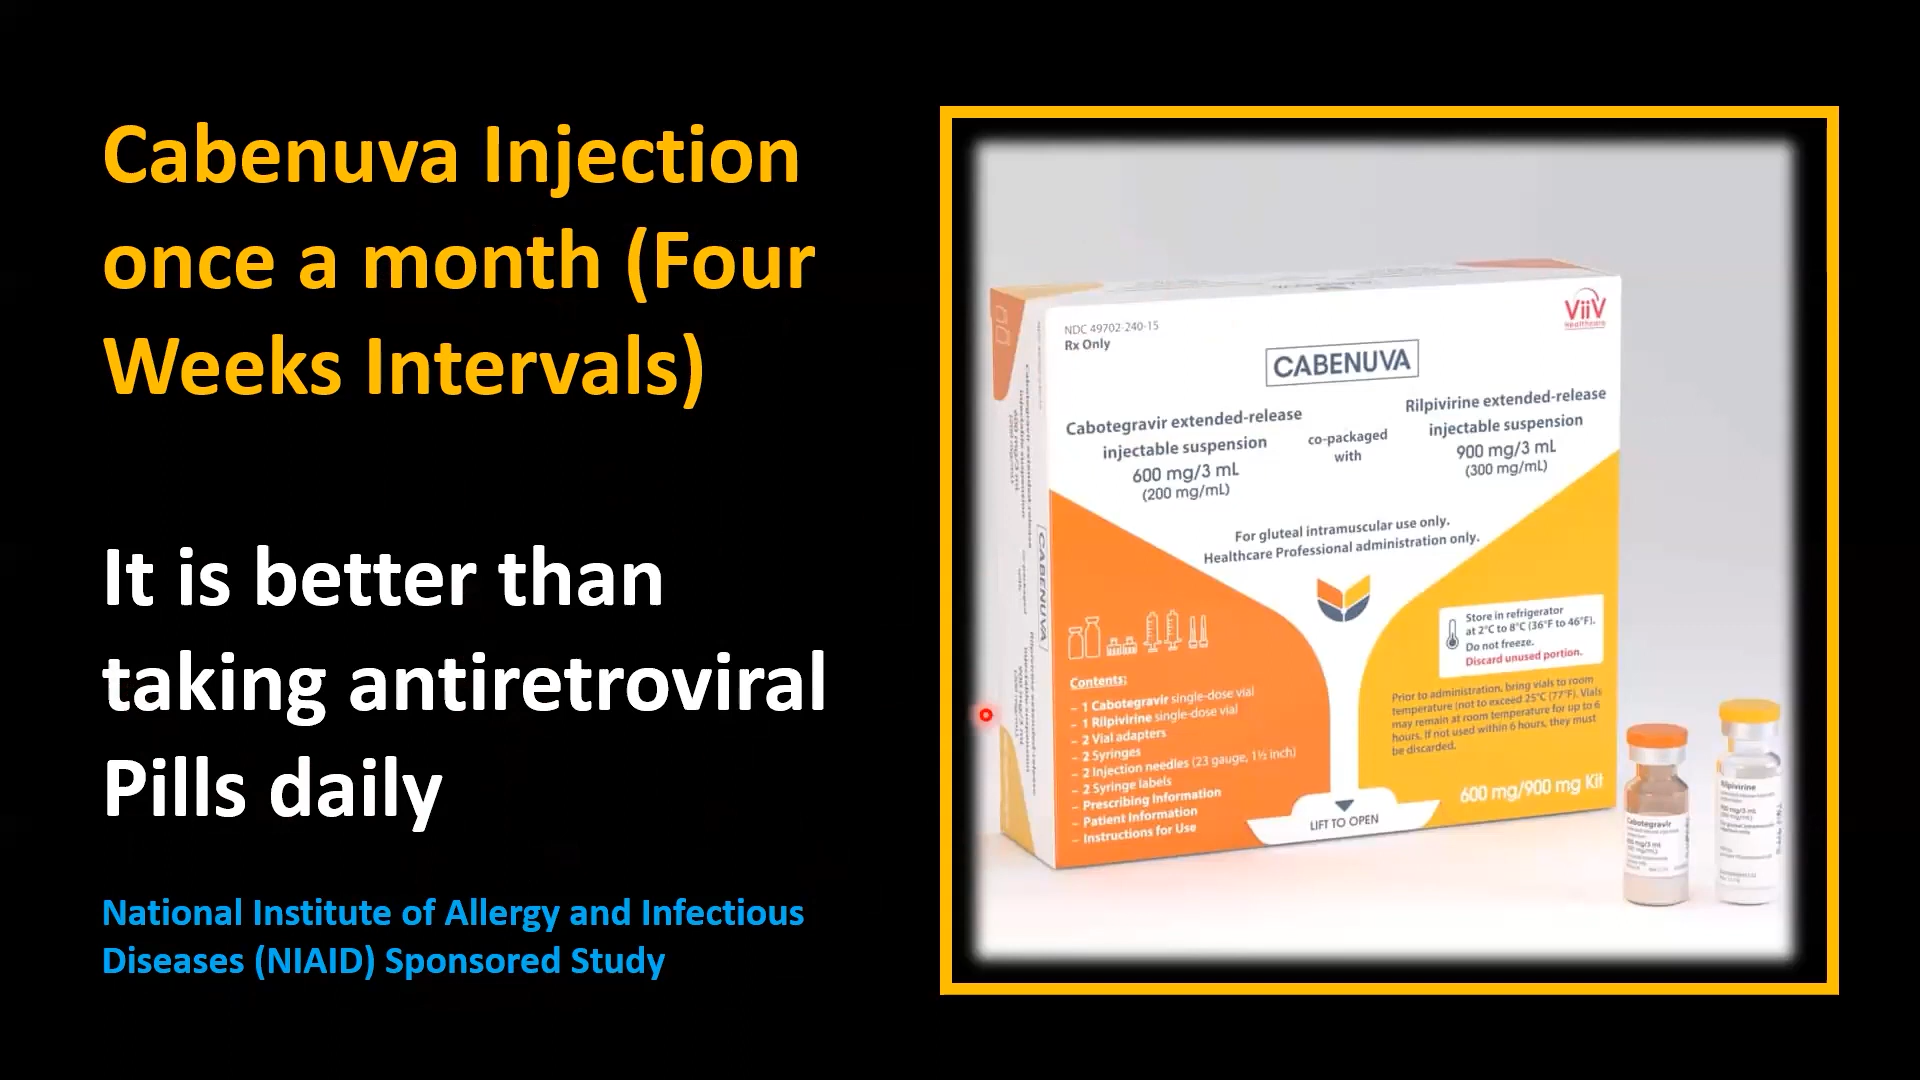 Cabenuva Injection
once a month (Four
Weeks Intervals)
It is better than
taking antiretroviral
Pills daily
National Institute of Allergy and Infectious
Diseases (NIAID) Sponsored Study
NDC 49702-240-15
Rx Only
ViiV
Healthcare
CABENUVA
Cabotegravir extended-release
injectable suspension
600 mg/3 mL
(200 mg/mL)
co-packaged
with
Rilpivirine extended-release
injectable suspension
900 mg/3 mL
(300 mg/mL)
For gluteal intramuscular use only.
Healthcare Professional administration only.
Store in refrigerator
at 2°C to 8°C (36°F to 46°F).
Do not freeze.
Discard unused portion.
Prior to administration, bring vials to room
temperature (not to exceed 25°C (77°F). Vials
may remain at room temperature for up to 6
hours. If not used within 6 hours, they must
be discarded.
Contents:
– 1 Cabotegravir single-dose vial
– 1 Rilpivirine single-dose vial
– 2 Vial adapters
– 2 Syringes
– 2 Injection needles (23 gauge, 1½ inch)
– 2 Syringe labels
– Prescribing Information
– Patient Information
– Instructions for Use
600 mg/900 mg Kit
LIFT TO OPEN
CABENUVA
Cabotegravir
Rilpivirine